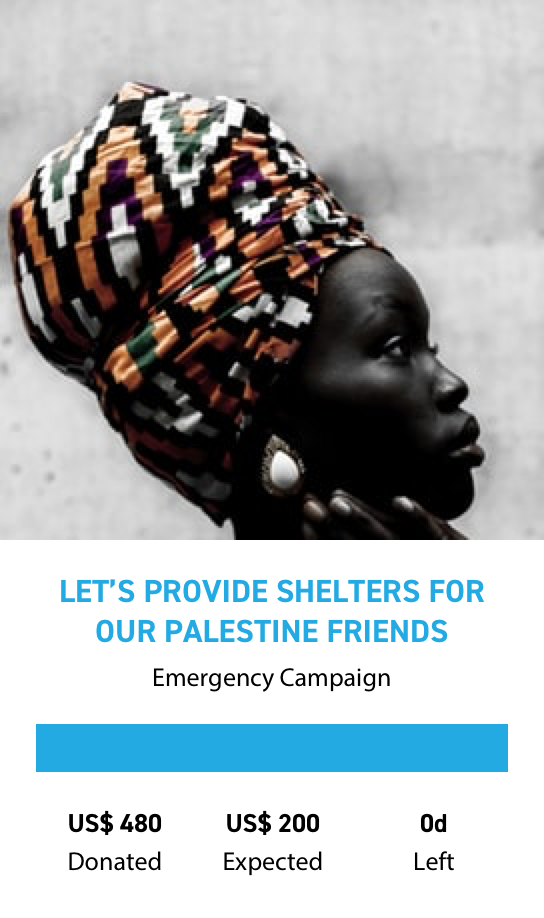 LET'S PROVIDE SHELTERS FOR
OUR PALESTINE FRIENDS
Emergency Campaign
US$ 480 US$ 200 0d
Donated Expected Left